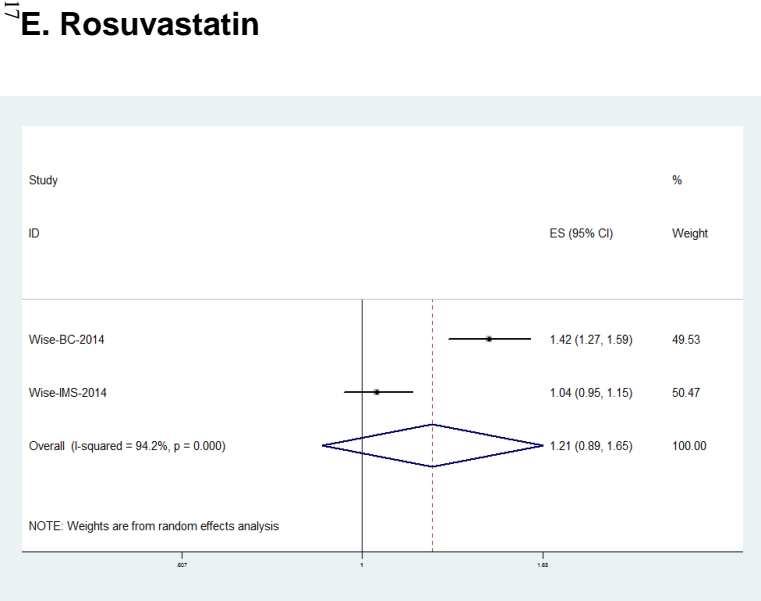 17
E. Rosuvastatin
Study %
ID ES (95% CI) Weight
Wise-BC-2014 1.42 (1.27, 1.59) 49.53
Wise-IMS-2014 1.04 (0.95, 1.15) 50.47
Overall (I-squared = 94.2%, p = 0.000) 1.21 (0.89, 1.65) 100.00
NOTE: Weights are from random effects analysis
.607 1 1.65